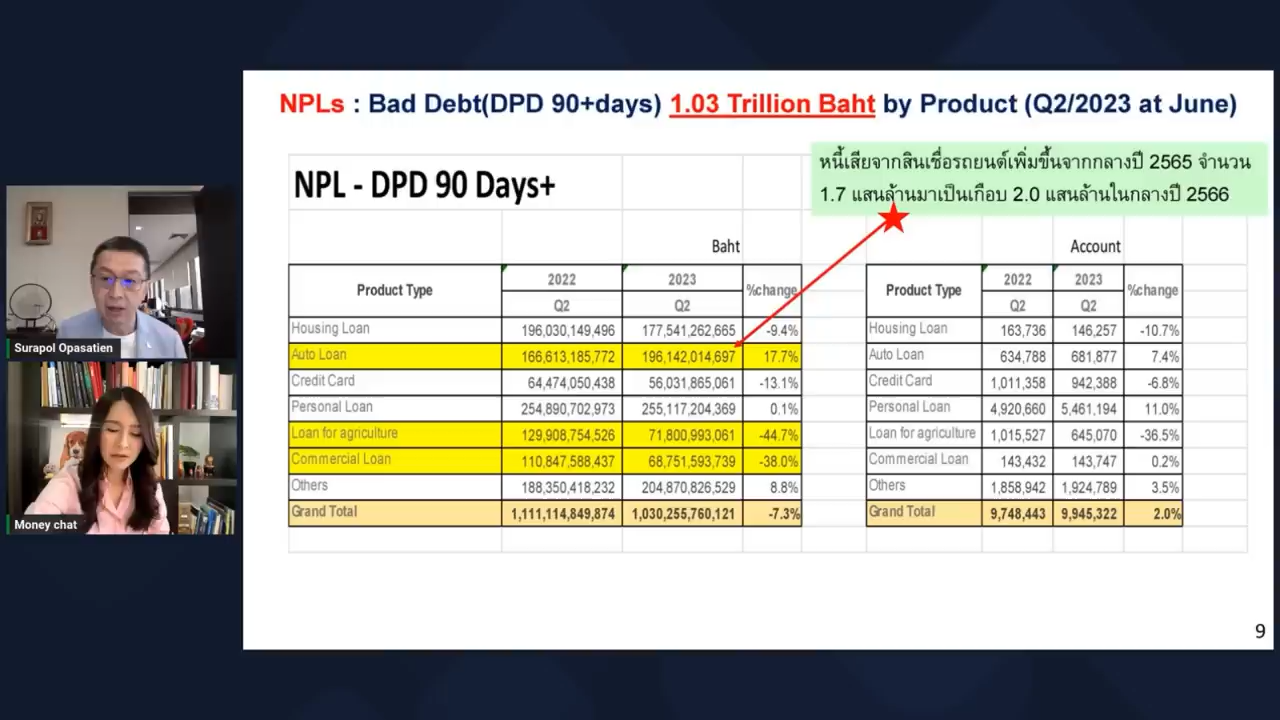 NPLs : Bad Debt(DPD 90+days) 1.03 Trillion Baht by Product (Q2/2023 at June)
หนี้เสียจากสินเชื่อรถยนต์เพิ่มขึ้นจากกลางปี 2565 จำนวน
1.7 แสนล้านมาเป็นเกือบ 2.0 แสนล้านในกลางปี 2566
NPL - DPD 90 Days+
Baht
Product Type 2022 2023 %change
Q2 Q2
Housing Loan 196,030,149,496 177,541,262,665 -9.4%
Auto Loan 166,613,185,772 196,142,014,697 17.7%
Credit Card 64,474,050,438 56,031,865,061 -13.1%
Personal Loan 254,890,702,973 255,117,204,369 0.1%
Loan for agriculture 129,908,754,526 71,800,993,061 -44.7%
Commercial Loan 110,847,588,437 68,751,593,739 -38.0%
Others 188,350,418,232 204,870,826,529 8.8%
Grand Total 1,111,114,849,874 1,030,255,760,121 -7.3%
Account
Product Type 2022 2023 %change
Q2 Q2
Housing Loan 163,736 146,257 -10.7%
Auto Loan 634,788 681,877 7.4%
Credit Card 1,011,358 942,388 -6.8%
Personal Loan 4,920,660 5,461,194 11.0%
Loan for agriculture 1,015,527 645,070 -36.5%
Commercial Loan 143,432 143,747 0.2%
Others 1,858,942 1,924,789 3.5%
Grand Total 9,748,443 9,945,322 2.0%
Surapol Opasatien
Money chat
9